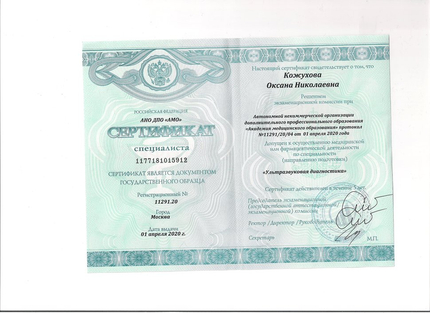 РОССИЙСКАЯ ФЕДЕРАЦИЯ
АНО ДПО «АМО»
СЕРТИФИКАТ
специалиста
1177181015912
СЕРТИФИКАТ ЯВЛЯЕТСЯ ДОКУМЕНТОМ
ГОСУДАРСТВЕННОГО ОБРАЗЦА
Регистрационный №
11291.20
Город
Москва
Дата выдачи
01 апреля 2020 г.
Настоящий сертификат свидетельствует о том, что
Кожухова
Оксана Николаевна
Решением
экзаменационной комиссии при
Автономной некоммерческой организации
дополнительного профессионального образования
«Академия медицинского образования» протокол
№11291/20/04 от 01 апреля 2020 года
Допущен к осуществлению медицинской
или фармацевтической деятельности
по специальности
(направлению подготовки)
«Ультразвуковая диагностика»
Сертификат действителен в течение 5 лет
Председатель экзаменационной
(государственной аттестационной,
экзаменационной) комиссии
Ректор / Директор / Руководитель
Секретарь
М.П.